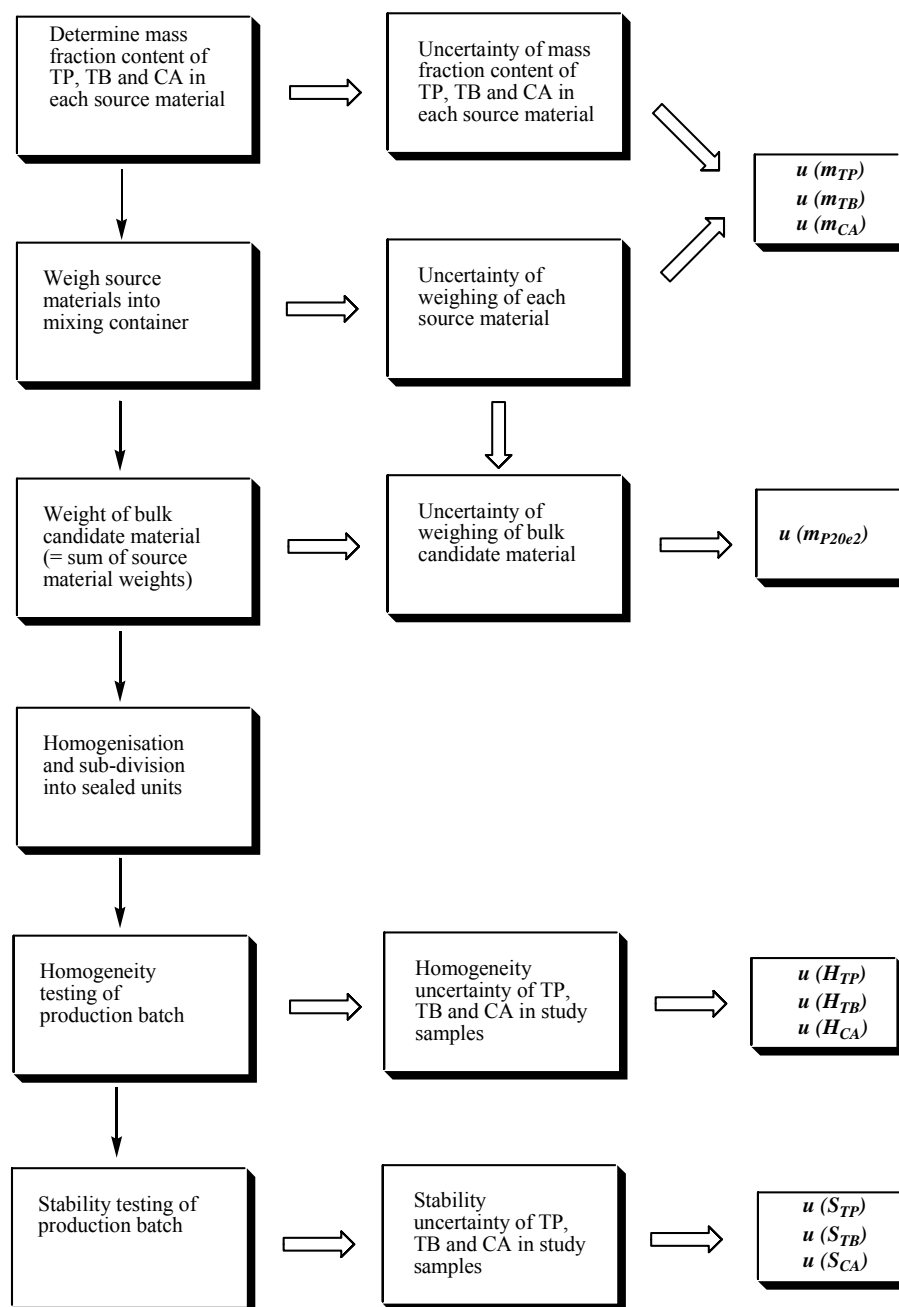 Determine mass
fraction content of
TP, TB and CA in
each source material
Uncertainty of mass
fraction content of
TP, TB and CA in
each source material
u (mTP)
u (mTB)
u (mCA)
Weigh source
materials into
mixing container
Uncertainty of
weighing of each
source material
Weight of bulk
candidate material
(= sum of source
material weights)
Uncertainty of
weighing of bulk
candidate material
u (mP20e2)
Homogenisation
and sub-division
into sealed units
Homogeneity
testing of
production batch
Homogeneity
uncertainty of TP,
TB and CA in study
samples
u (HTP)
u (HTB)
u (HCA)
Stability testing of
production batch
Stability
uncertainty of TP,
TB and CA in study
samples
u (STP)
u (STB)
u (SCA)